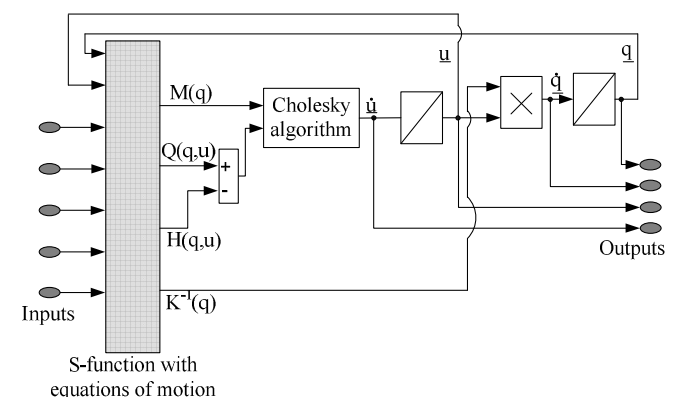 u
q
M(q)
Cholesky
algorithm
u̇
q̇
×
Q(q,u)
+
-
H(q,u)
K⁻¹(q)
Inputs
Outputs
S-function with
equations of motion